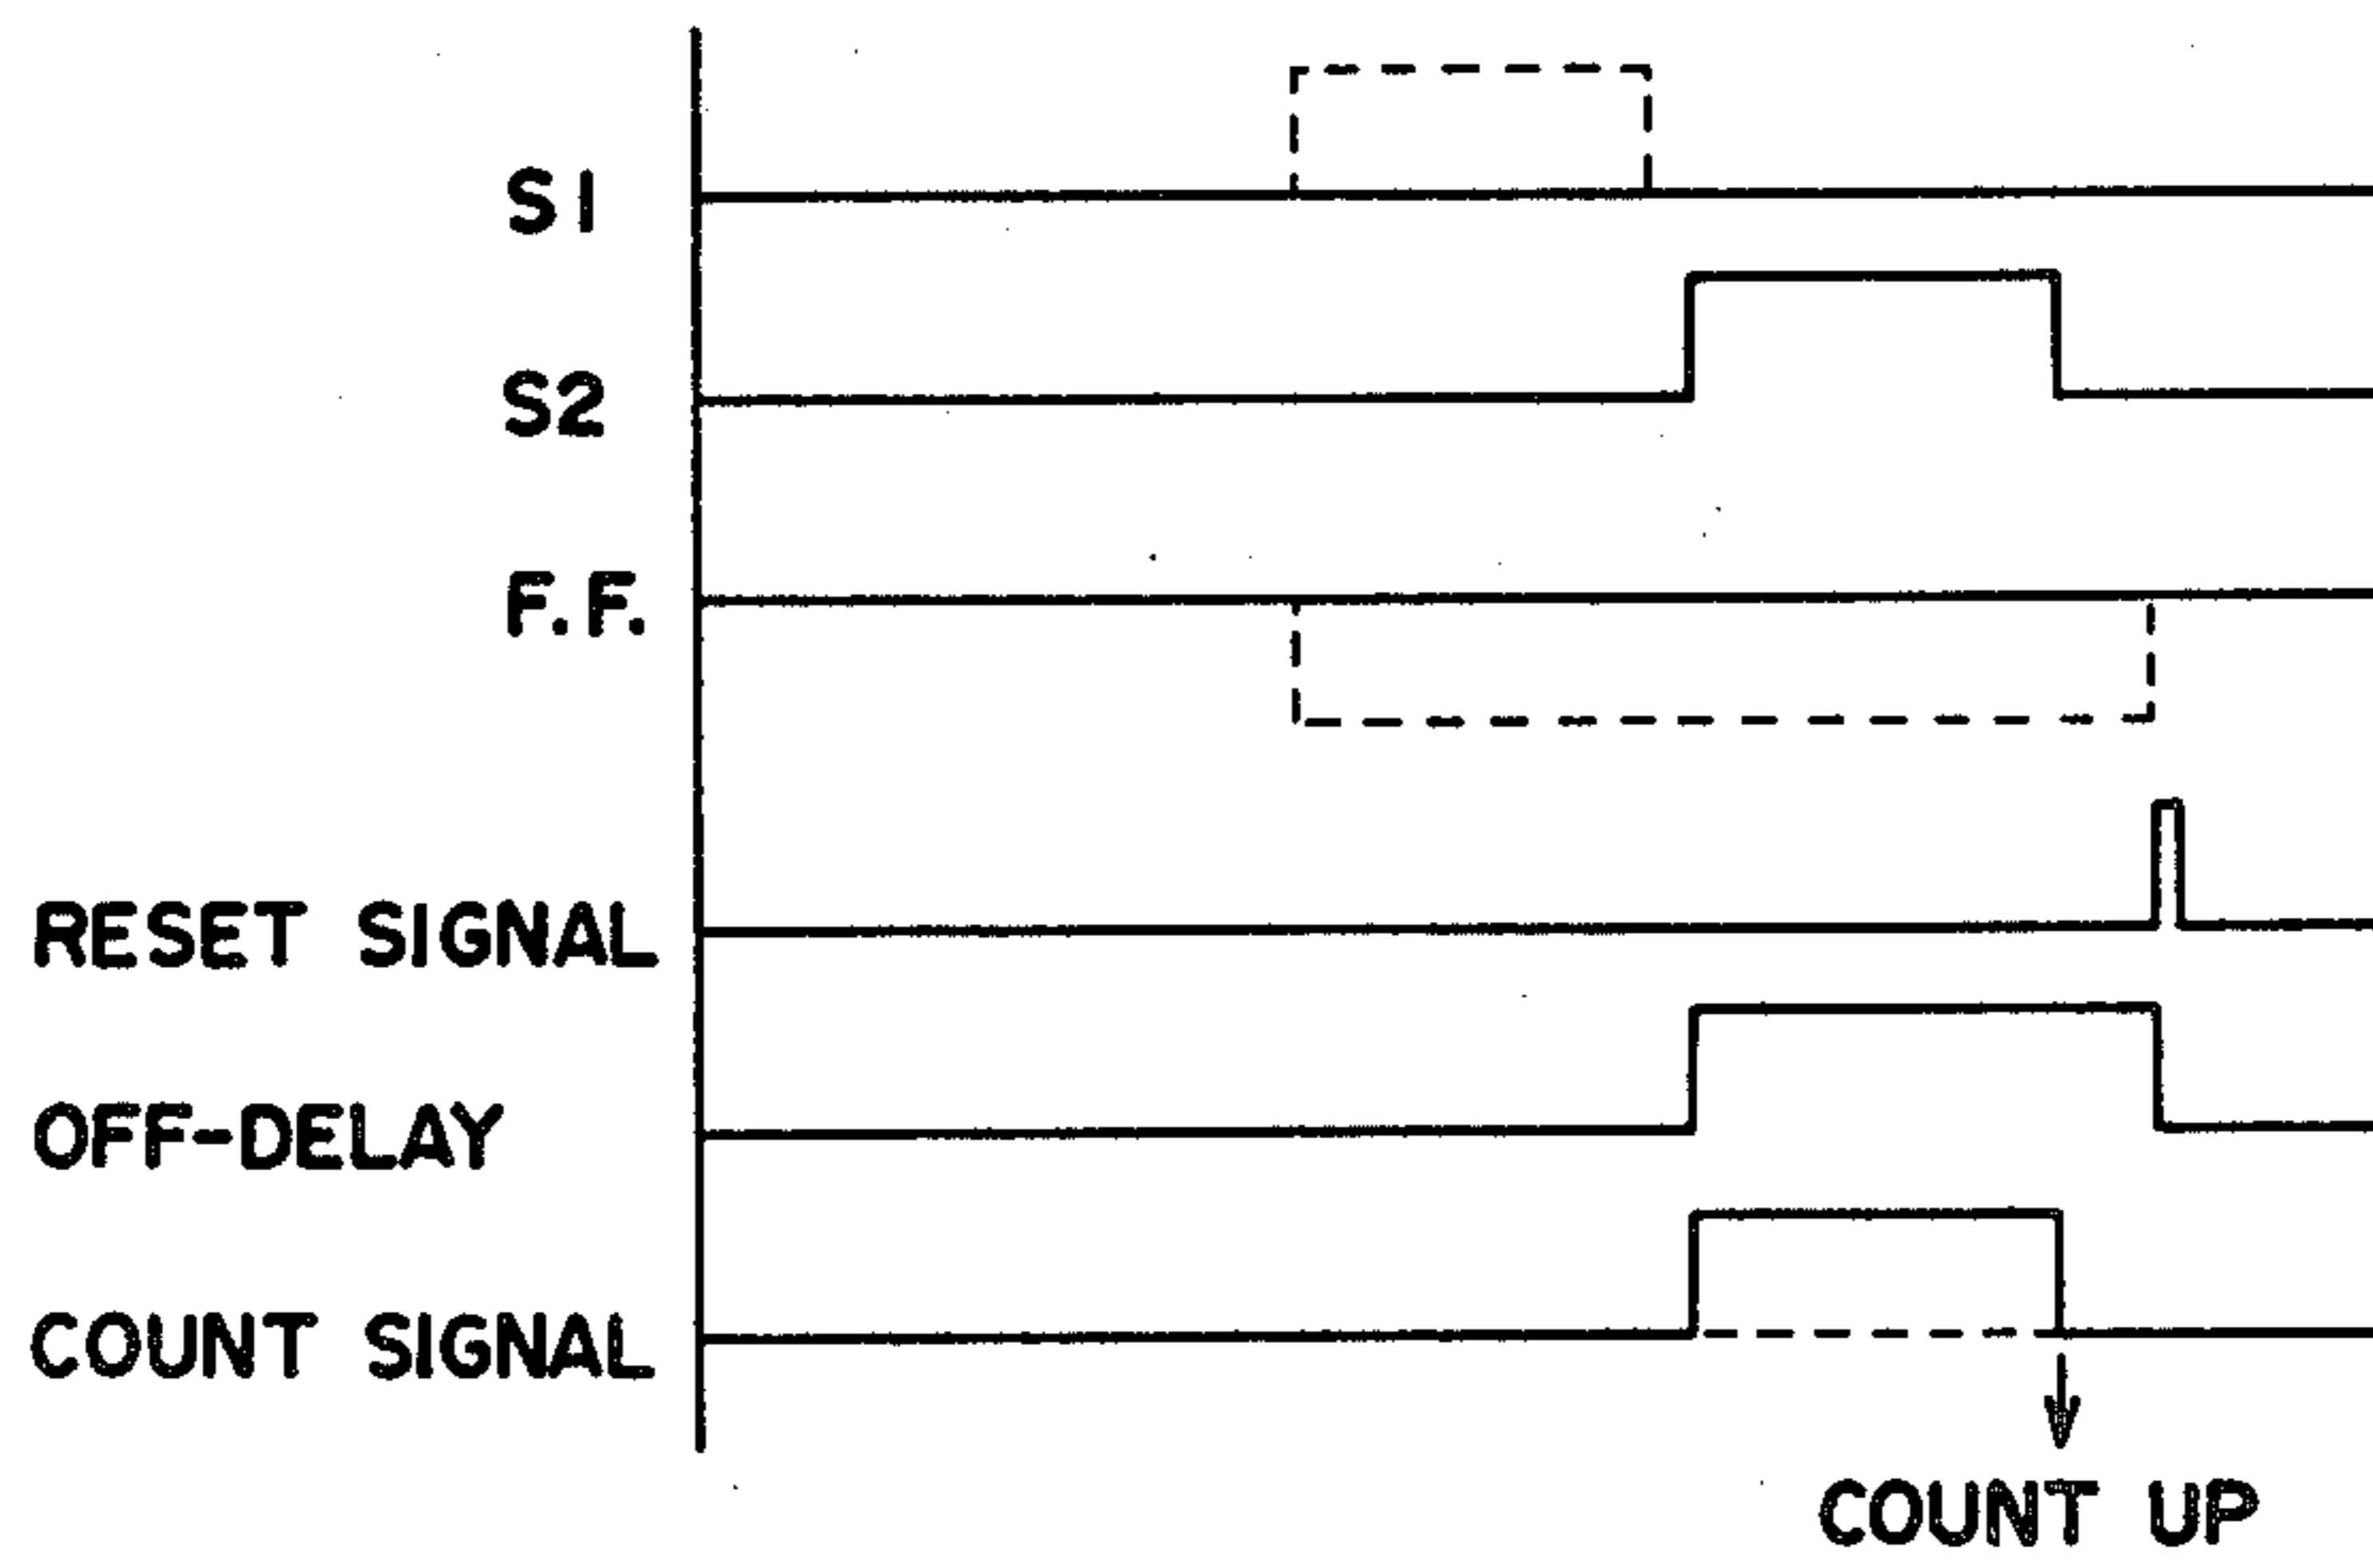 S1
S2
F.F.
RESET SIGNAL
OFF-DELAY
COUNT SIGNAL
COUNT UP